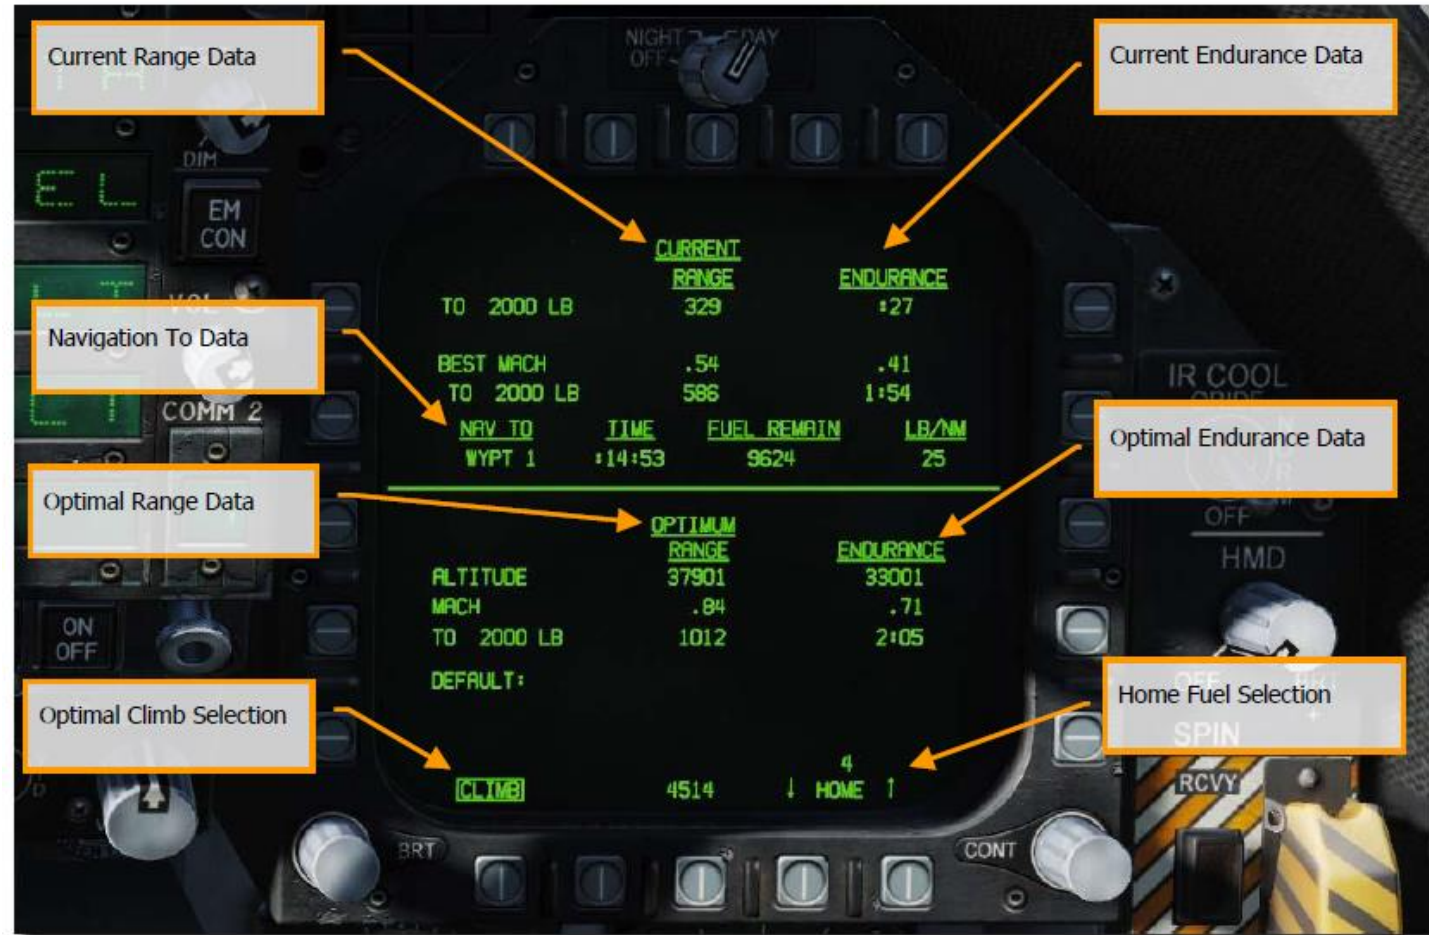 Current Range Data
Current Endurance Data
NIGHT DAY
OFF
DIM
EL
EM
CON
VOL
CURRENT
RANGE ENDURANCE
TO 2000 LB 329 :27
Navigation To Data
BEST MACH .54 .41
TO 2000 LB 586 1:54
IR COOL
COMM 2
NAV TO TIME FUEL REMAIN LB/NM
WYPT 1 :14:53 9624 25
Optimal Endurance Data
Optimal Range Data
OFF
HMD
OPTIMUM
RANGE ENDURANCE
ALTITUDE 37901 33001
MACH .84 .71
TO 2000 LB 1012 2:05
ON
OFF
DEFAULT:
OFF
Home Fuel Selection
Optimal Climb Selection
SPIN
RCVY
4
CLIMB 4514 ↓ HOME ↑
BRT
CONT